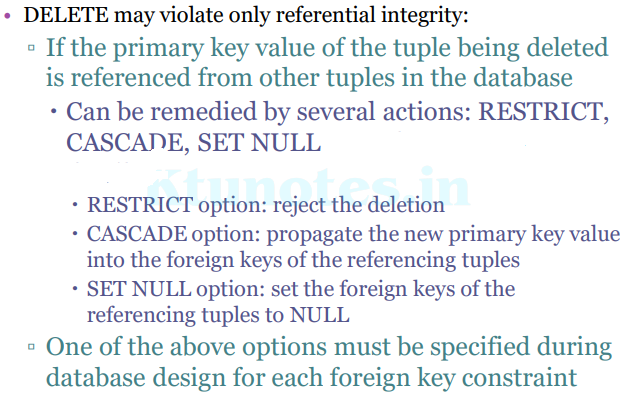 • DELETE may violate only referential integrity:
▫ If the primary key value of the tuple being deleted
is referenced from other tuples in the database
• Can be remedied by several actions: RESTRICT,
CASCADE, SET NULL
Ktunotes.in
• RESTRICT option: reject the deletion
• CASCADE option: propagate the new primary key value
into the foreign keys of the referencing tuples
• SET NULL option: set the foreign keys of the
referencing tuples to NULL
▫ One of the above options must be specified during
database design for each foreign key constraint